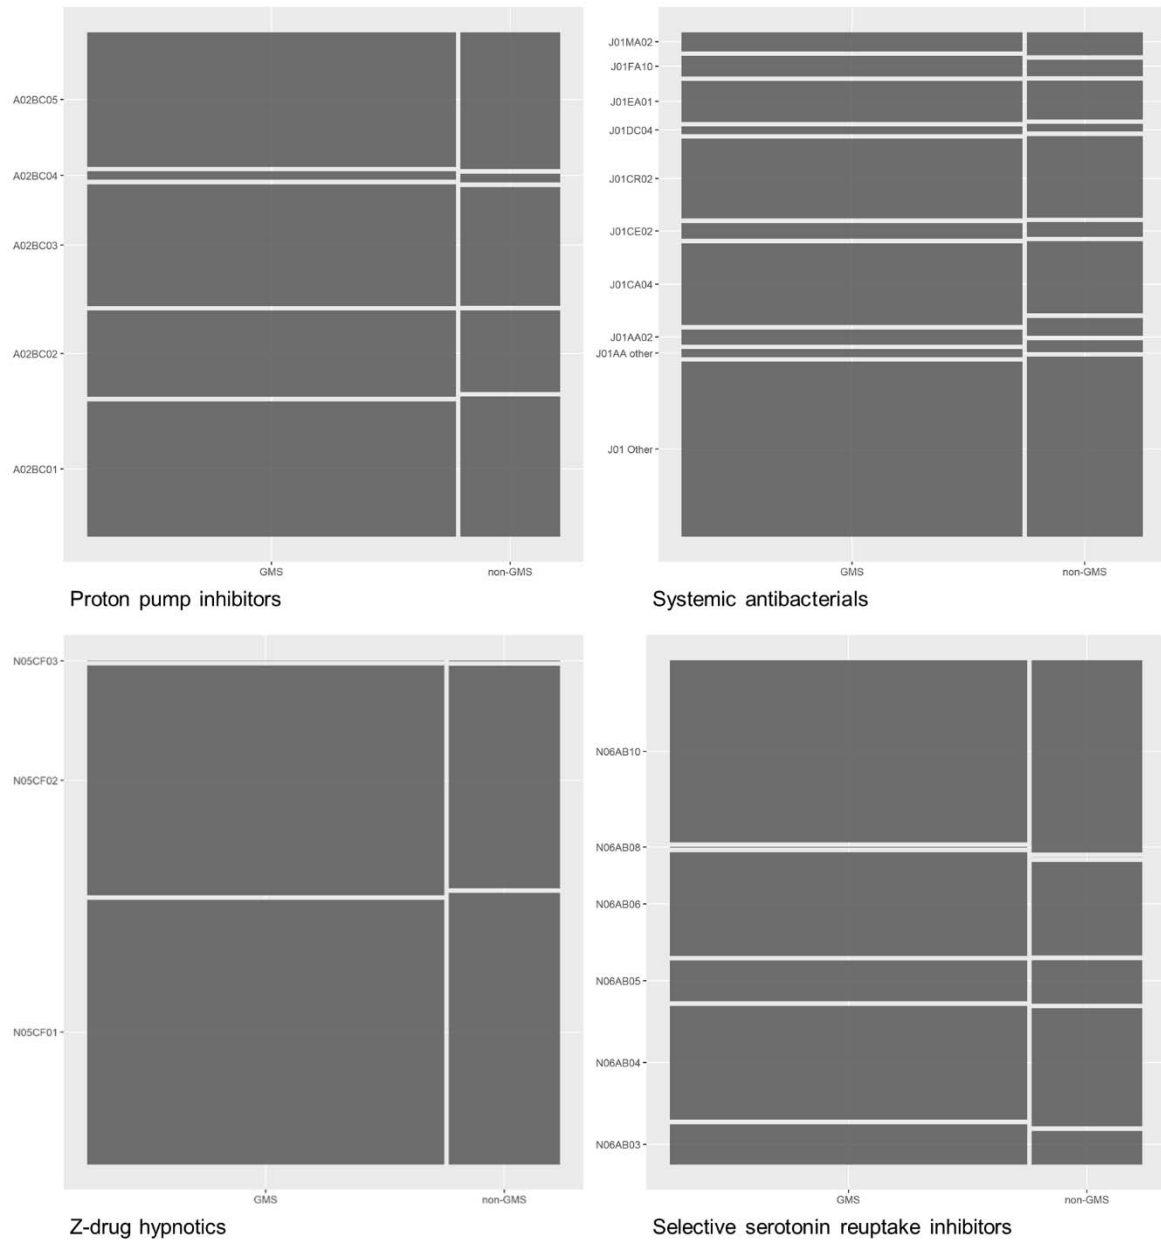 A02BC05
A02BC04
A02BC03
A02BC02
A02BC01
GMS
non-GMS
Proton pump inhibitors
J01MA02
J01FA10
J01EA01
J01DC04
J01CR02
J01CE02
J01CA04
J01AA02
J01AA other
J01 Other
GMS
non-GMS
Systemic antibacterials
N05CF03
N05CF02
N05CF01
GMS
non-GMS
Z-drug hypnotics
N06AB10
N06AB08
N06AB06
N06AB05
N06AB04
N06AB03
GMS
non-GMS
Selective serotonin reuptake inhibitors